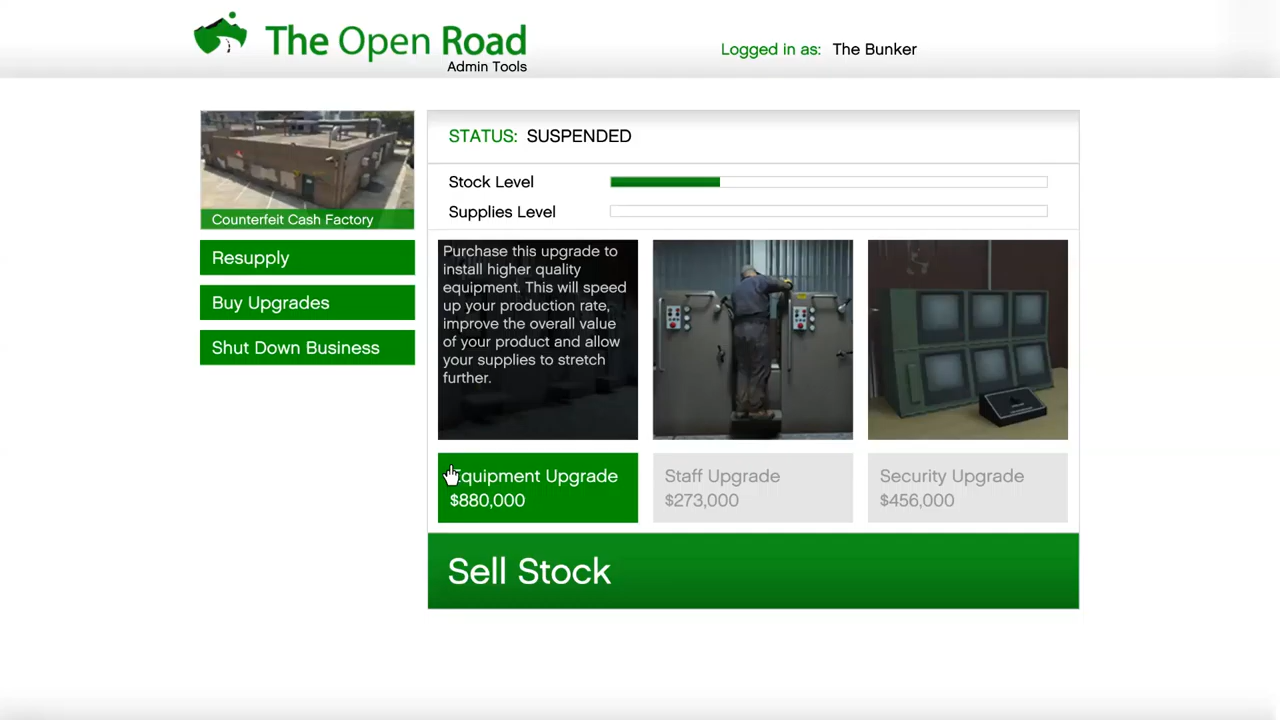 The Open Road
Admin Tools
Logged in as: The Bunker
Counterfeit Cash Factory
Resupply
Buy Upgrades
Shut Down Business
STATUS: SUSPENDED
Stock Level
Supplies Level
Purchase this upgrade to
install higher quality
equipment. This will speed
up your production rate,
improve the overall value
of your product and allow
your supplies to stretch
further.
Equipment Upgrade
$880,000
Staff Upgrade
$273,000
Security Upgrade
$456,000
Sell Stock